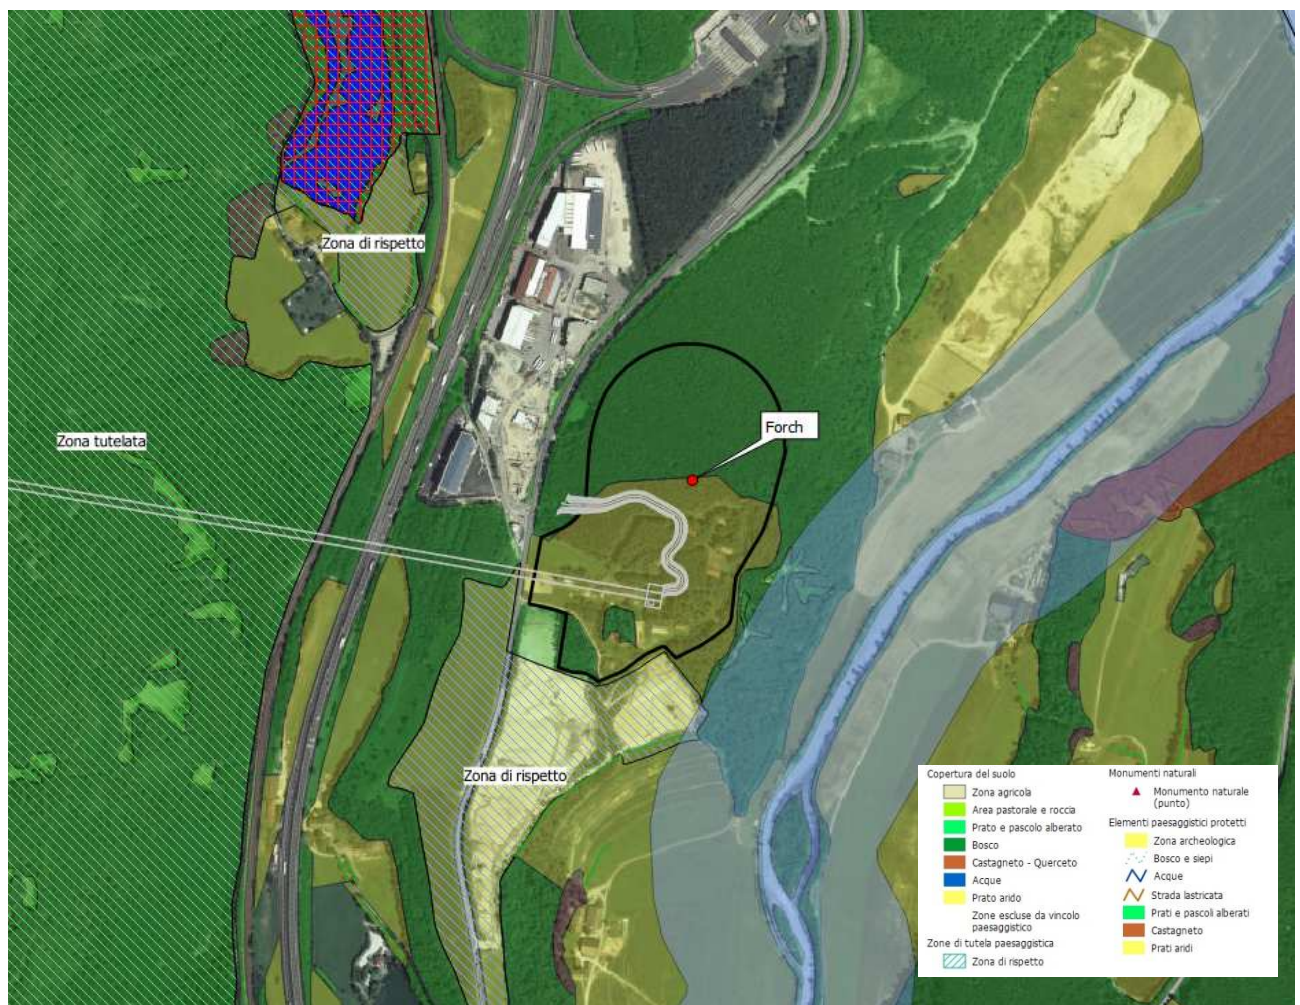 Zona di rispetto
Forch
Zona tutelata
Zona di rispetto
Copertura del suolo
Zona agricola
Area pastorale e roccia
Prato e pascolo alberato
Bosco
Castagneto - Querceto
Acque
Prato arido
Zone escluse da vincolo
paesaggistico
Zone di tutela paesaggistica
Zona di rispetto
Monumenti naturali
Monumento naturale
(punto)
Elementi paesaggistici protetti
Zona archeologica
Bosco e siepi
Acque
Strada lastricata
Prati e pascoli alberati
Castagneto
Prati aridi